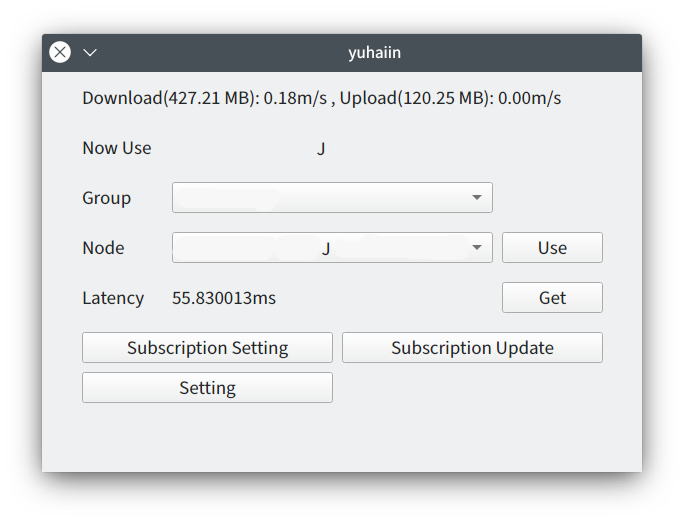 yuhaiin
Download(427.21 MB): 0.18m/s , Upload(120.25 MB): 0.00m/s
Now Use J
Group
Node J Use
Latency 55.830013ms Get
Subscription Setting Subscription Update
Setting